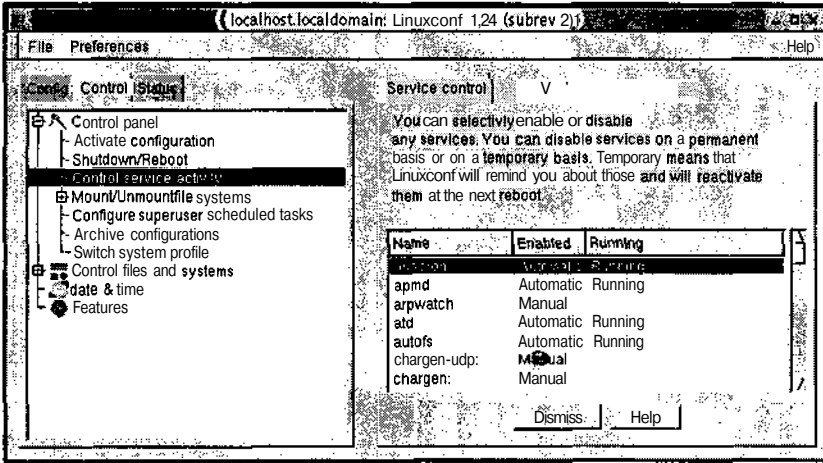 localhost.localdomain: Linuxconf 1,24 (subrev 2)
File Preferences Help
Config Control Status
Control panel
Activate configuration
Shutdown/Reboot
Control service activity
Mount/Unmountfile systems
Configure superuser scheduled tasks
Archive configurations
Switch system profile
Control files and systems
date & time
Features
Service control
You can selectivly enable or disable
any services. You can disable services on a permanent
basis or on a temporary basis. Temporary means that
Linuxconf will remind you about those and will reactivate
them at the next reboot
Name Enabled Running
Automatic Running
apmd Automatic Running
arpwatch Manual
atd Automatic Running
autofs Automatic Running
chargen-udp: Manual
chargen: Manual
Dismiss Help